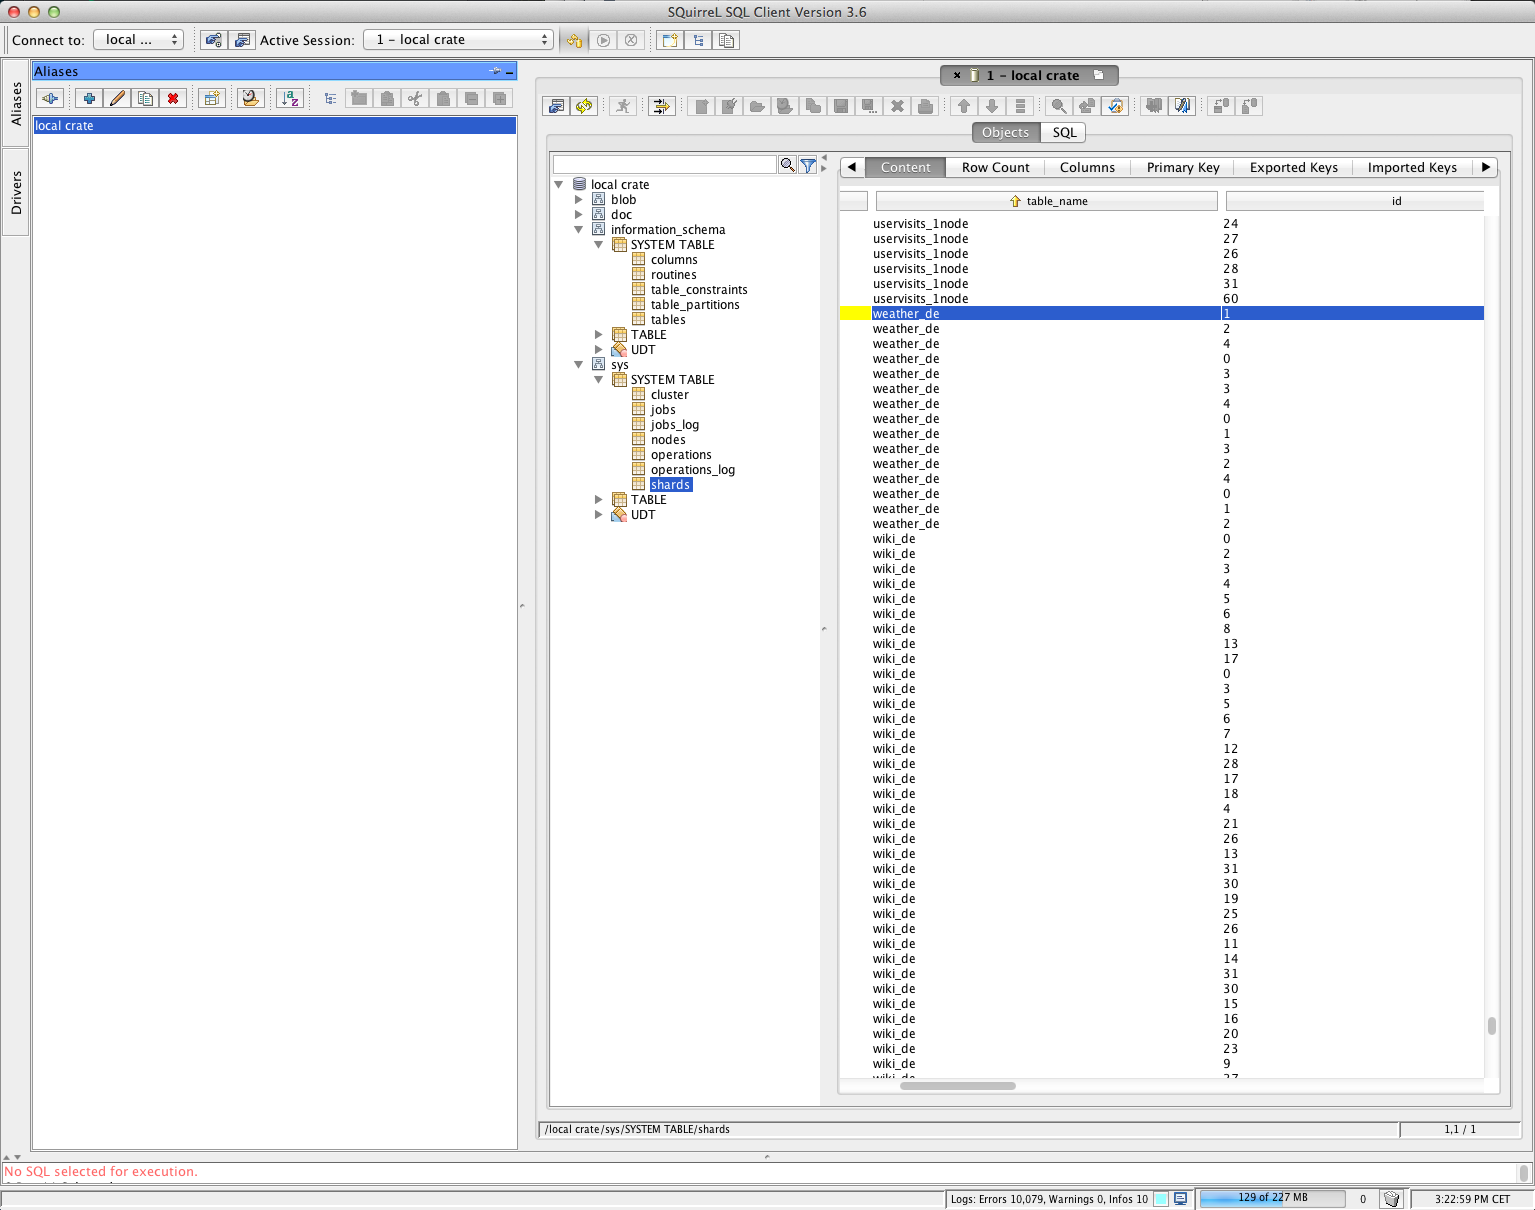 SQuirreL SQL Client Version 3.6
Connect to: local ... Active Session: 1 - local crate
Aliases
Drivers
Aliases
local crate
1 - local crate
Objects SQL
local crate
blob
doc
information_schema
SYSTEM TABLE
columns
routines
table_constraints
table_partitions
tables
TABLE
UDT
sys
SYSTEM TABLE
cluster
jobs
jobs_log
nodes
operations
operations_log
shards
TABLE
UDT
Content Row Count Columns Primary Key Exported Keys Imported Keys
table_name id
uservisits_1node 24
uservisits_1node 27
uservisits_1node 26
uservisits_1node 28
uservisits_1node 31
uservisits_1node 60
weather_de 1
weather_de 2
weather_de 4
weather_de 0
weather_de 3
weather_de 3
weather_de 4
weather_de 0
weather_de 1
weather_de 3
weather_de 2
weather_de 4
weather_de 0
weather_de 1
weather_de 2
wiki_de 0
wiki_de 2
wiki_de 3
wiki_de 4
wiki_de 5
wiki_de 6
wiki_de 8
wiki_de 13
wiki_de 17
wiki_de 0
wiki_de 3
wiki_de 5
wiki_de 6
wiki_de 7
wiki_de 12
wiki_de 28
wiki_de 17
wiki_de 18
wiki_de 4
wiki_de 21
wiki_de 26
wiki_de 13
wiki_de 31
wiki_de 30
wiki_de 19
wiki_de 25
wiki_de 26
wiki_de 11
wiki_de 14
wiki_de 31
wiki_de 30
wiki_de 15
wiki_de 16
wiki_de 20
wiki_de 23
wiki_de 9
/local crate/sys/SYSTEM TABLE/shards 1,1 / 1
No SQL selected for execution.
Logs: Errors 10,079, Warnings 0, Infos 10 129 of 227 MB 0 3:22:59 PM CET